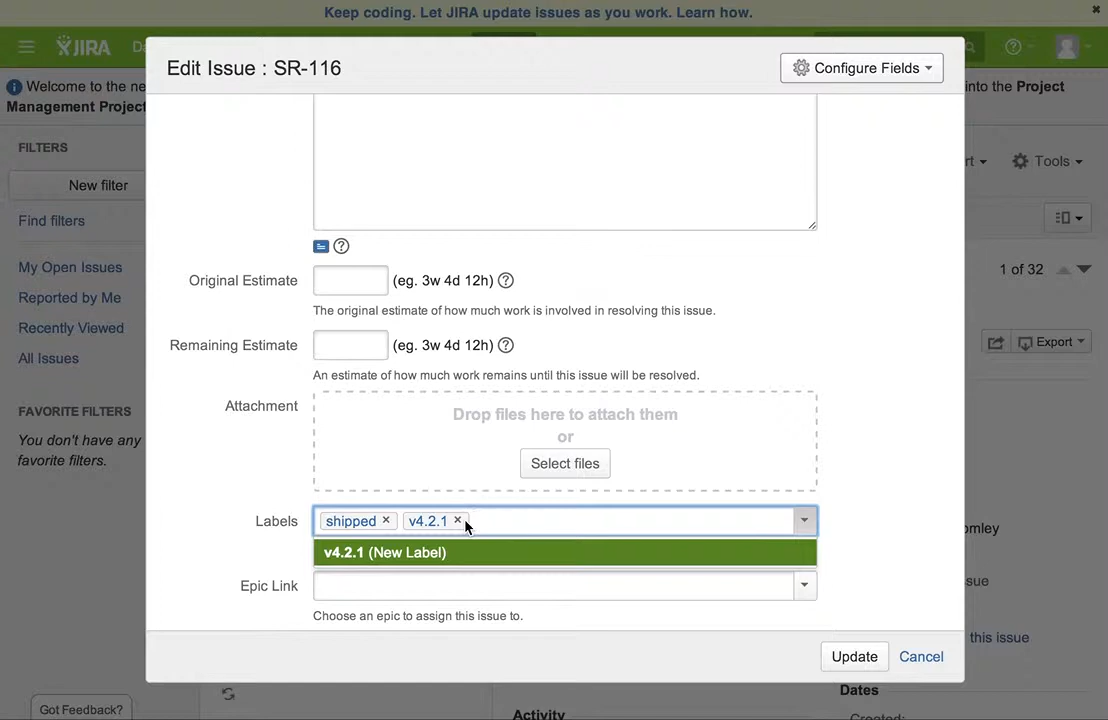 Keep coding. Let JIRA update issues as you work. Learn how.
JIRA
Edit Issue : SR-116
Configure Fields
Welcome to the
into the Project
Management
FILTERS
Tools
New filter
Find filters
My Open Issues
1 of 32
Reported by Me
Recently Viewed
Export
All Issues
FAVORITE FILTERS
You don't have any
favorite filters.
Original Estimate (eg. 3w 4d 12h)
The original estimate of how much work is involved in resolving this issue.
Remaining Estimate (eg. 3w 4d 12h)
An estimate of how much work remains until this issue will be resolved.
Attachment
Drop files here to attach them
or
Select files
Labels shipped v4.2.1
v4.2.1 (New Label)
Epic Link
Choose an epic to assign this issue to.
this issue
Update Cancel
Dates
Got Feedback?
Activity
Created: